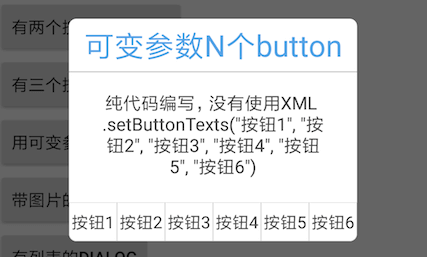 有两个按
可变参数N个button
有三个按
纯代码编写，没有使用XML
.setButtonTexts("按钮1", "按
钮2", "按钮3", "按钮4", "按钮
5", "按钮6")
用可变参
带图片的
按钮1 按钮2 按钮3 按钮4 按钮5 按钮6
有列表的DIALOG